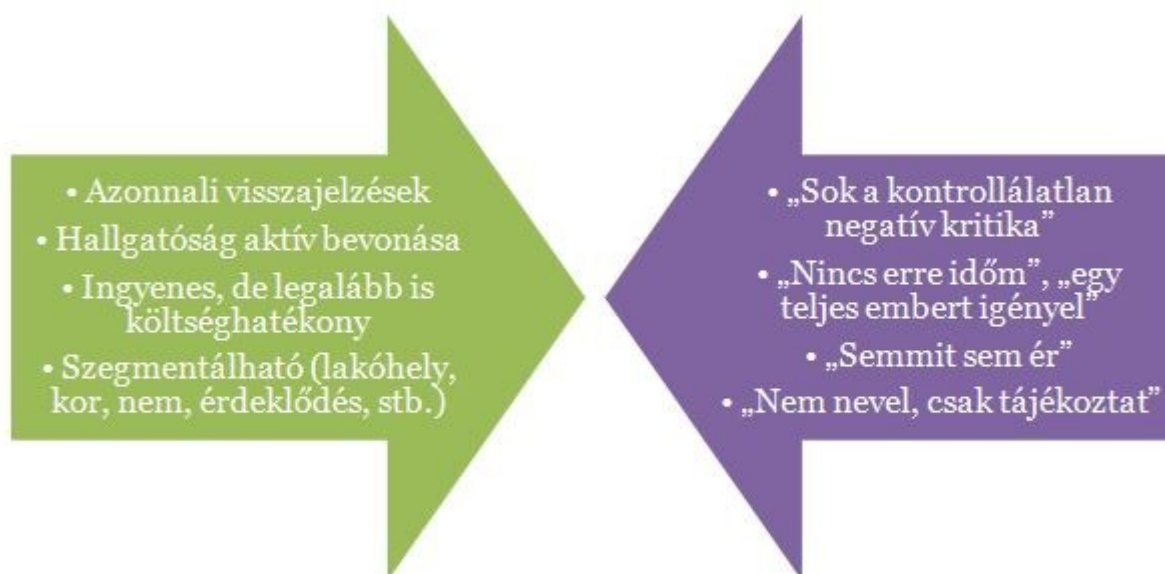 • Azonnali visszajelzések
• Hallgatóság aktív bevonása
• Ingyenes, de legalább is
költséghatékony
• Szegmentálható (lakóhely,
kor, nem, érdeklődés, stb.)
• „Sok a kontrollálatlan
negatív kritika”
• „Nincs erre időm”, „egy
teljes embert igényel”
• „Semmit sem ér”
• „Nem nevel, csak tájékoztat”